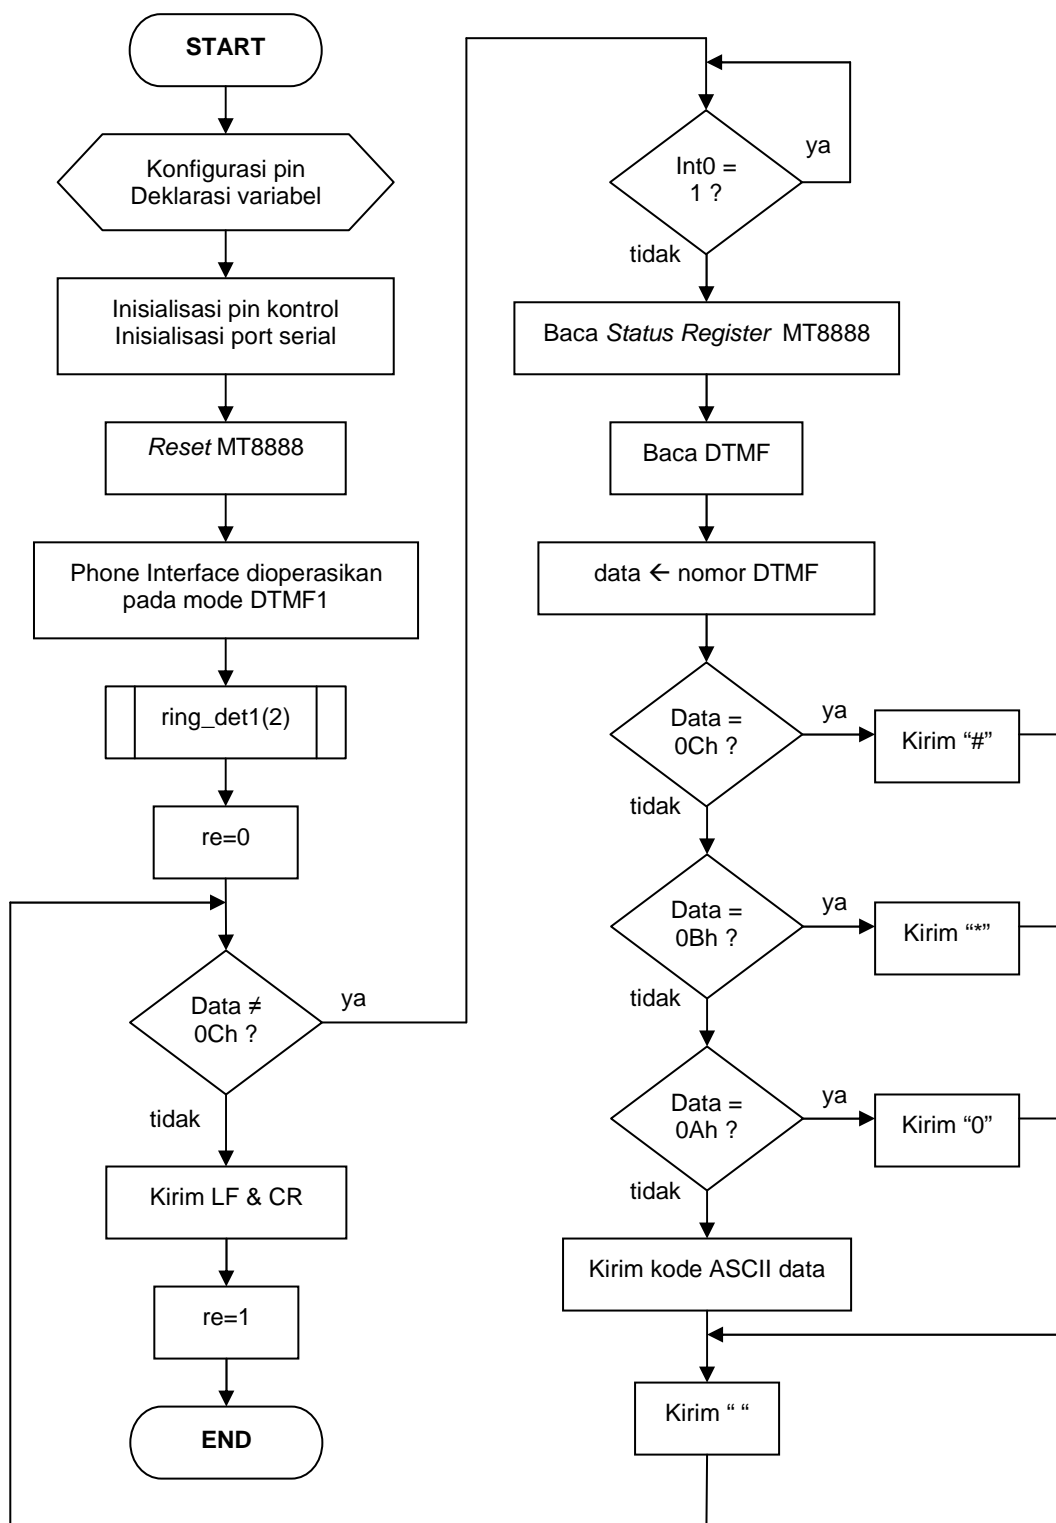 START
Konfigurasi pin
Deklarasi variabel
Inisialisasi pin kontrol
Inisialisasi port serial
Reset MT8888
Phone Interface dioperasikan
pada mode DTMF1
ring_det1(2)
re=0
Data ≠
0Ch ?
ya
tidak
Kirim LF & CR
re=1
END
Int0 =
1 ?
ya
tidak
Baca Status Register MT8888
Baca DTMF
data ← nomor DTMF
Data =
0Ch ?
ya
Kirim “#”
tidak
Data =
0Bh ?
ya
Kirim “*”
tidak
Data =
0Ah ?
ya
Kirim “0”
tidak
Kirim kode ASCII data
Kirim “ “